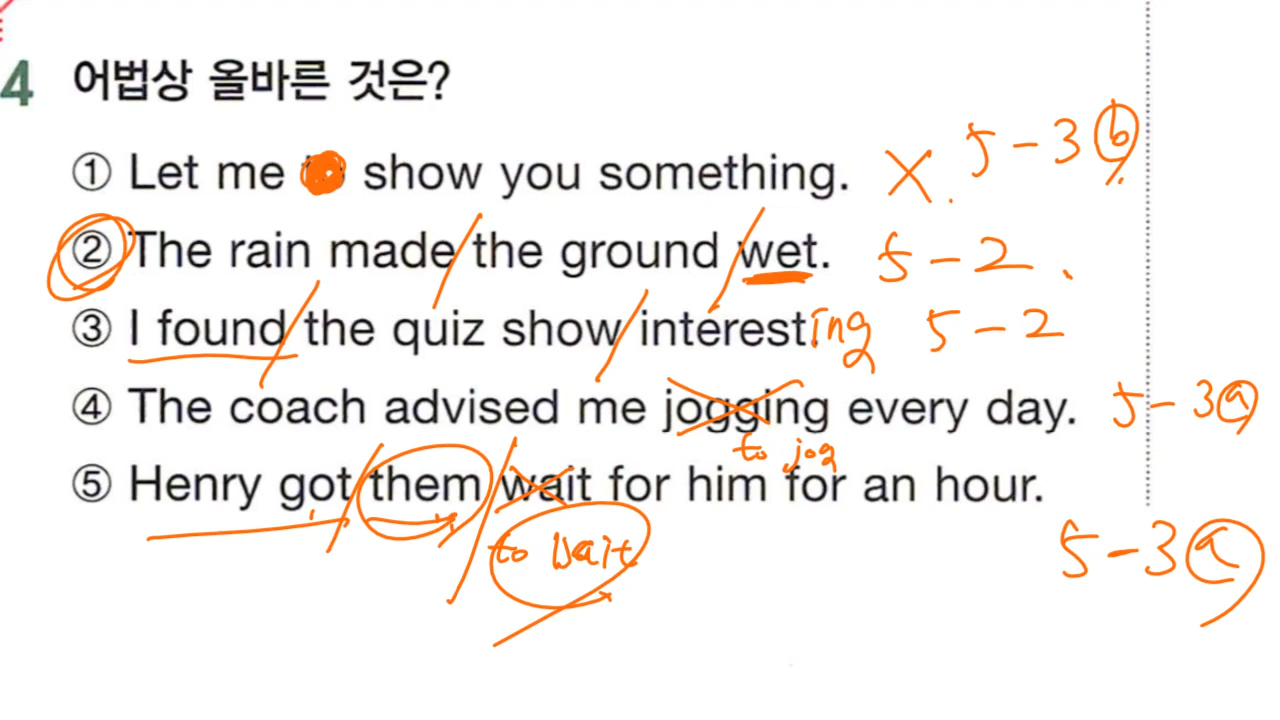 4 어법상 올바른 것은?
① Let me show you something. X 5-3 ⓑ
② The rain made the ground wet. 5-2
③ I found the quiz show interesting 5-2
④ The coach advised me jogging every day. 5-3ⓐ
to jog
⑤ Henry got them wait for him for an hour.
to wait 5-3ⓐ